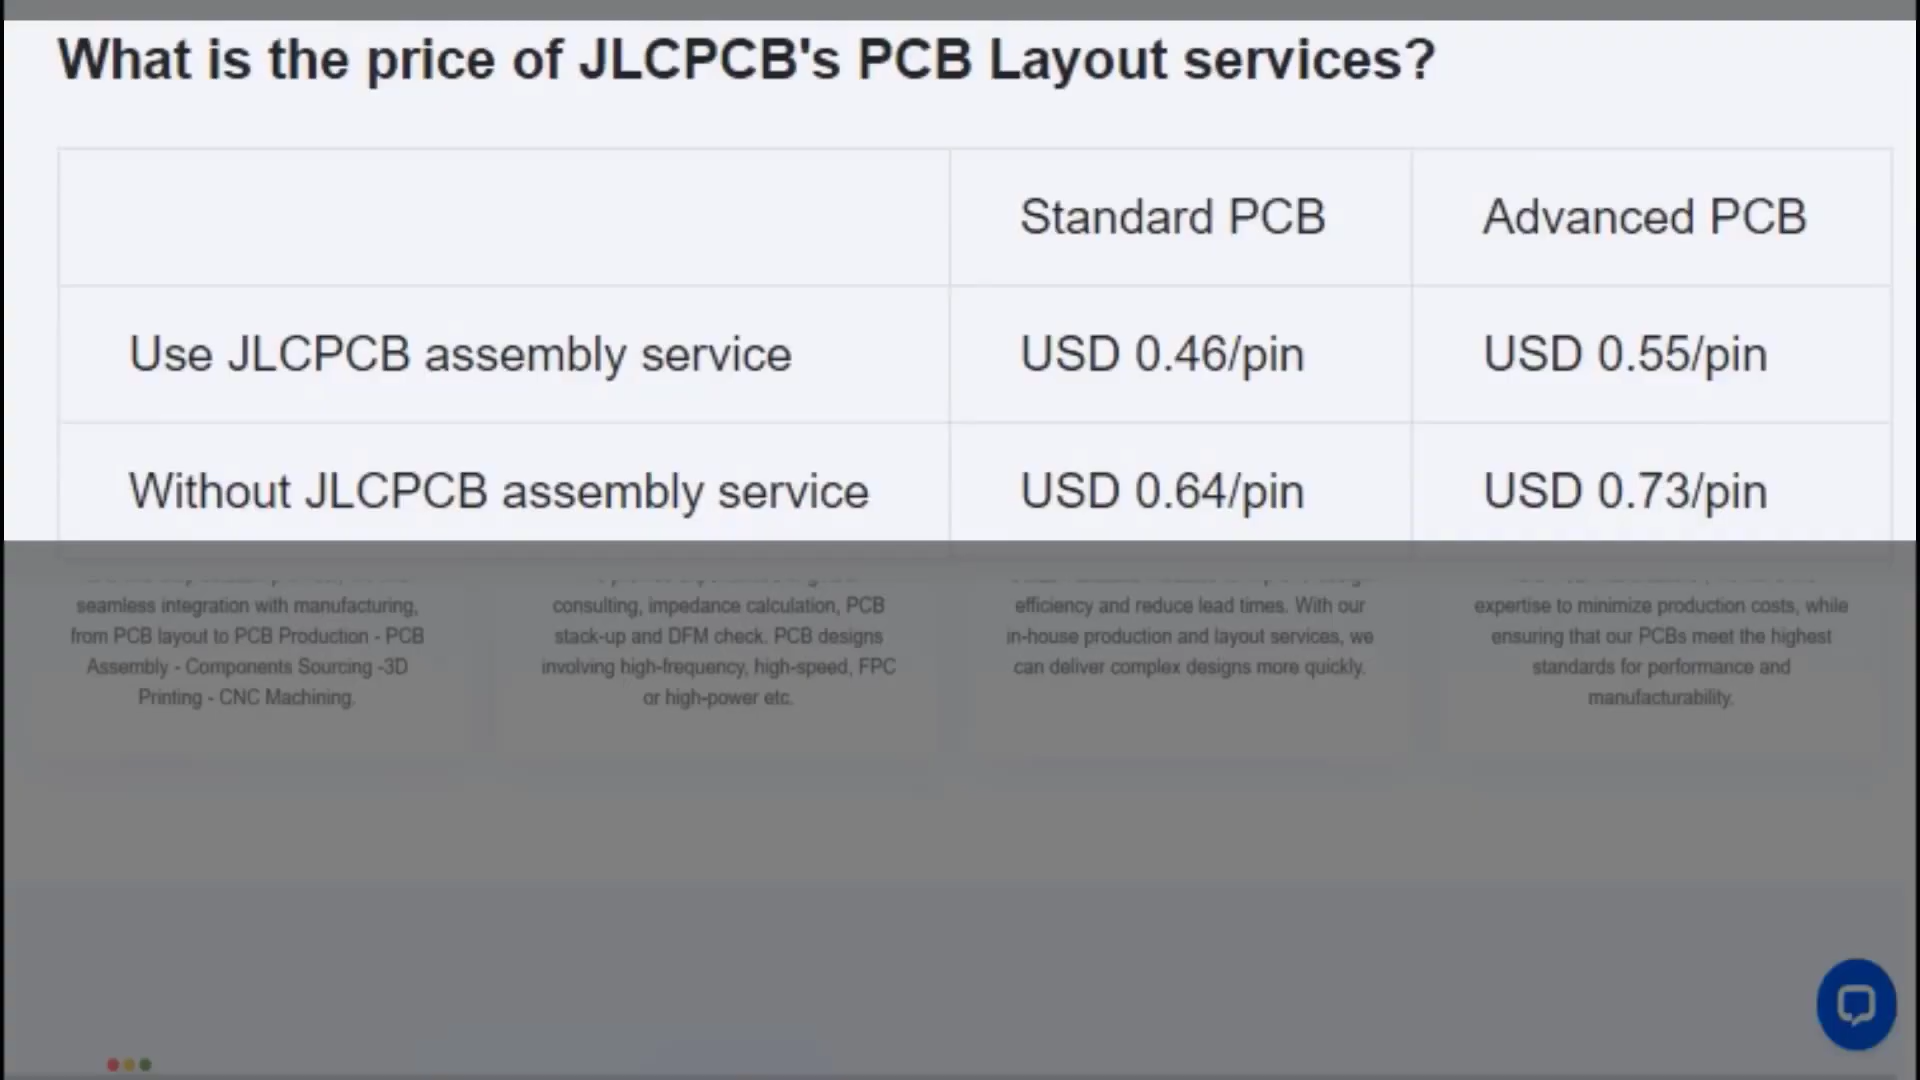 What is the price of JLCPCB's PCB Layout services?
Standard PCB Advanced PCB
Use JLCPCB assembly service USD 0.46/pin USD 0.55/pin
Without JLCPCB assembly service USD 0.64/pin USD 0.73/pin
seamless integration with manufacturing,
from PCB layout to PCB Production - PCB
Assembly - Components Sourcing -3D
Printing - CNC Machining.
consulting, impedance calculation, PCB
stack-up and DFM check. PCB designs
involving high-frequency, high-speed, FPC
or high-power etc.
efficiency and reduce lead times. With our
in-house production and layout services, we
can deliver complex designs more quickly.
expertise to minimize production costs, while
ensuring that our PCBs meet the highest
standards for performance and
manufacturability.